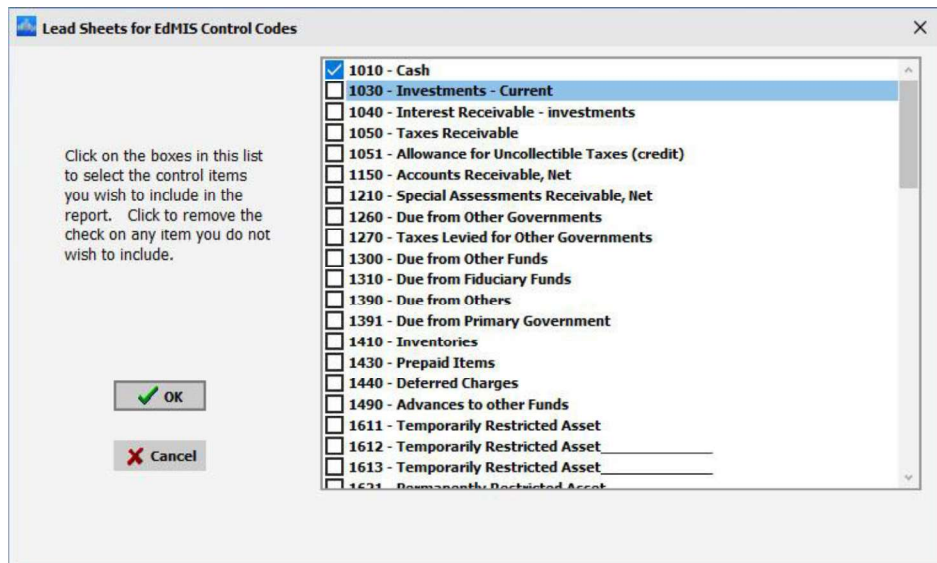 Lead Sheets for EdMIS Control Codes
Click on the boxes in this list
to select the control items
you wish to include in the
report. Click to remove the
check on any item you do not
wish to include.
OK
Cancel
1010 - Cash
1030 - Investments - Current
1040 - Interest Receivable - investments
1050 - Taxes Receivable
1051 - Allowance for Uncollectible Taxes (credit)
1150 - Accounts Receivable, Net
1210 - Special Assessments Receivable, Net
1260 - Due from Other Governments
1270 - Taxes Levied for Other Governments
1300 - Due from Other Funds
1310 - Due from Fiduciary Funds
1390 - Due from Others
1391 - Due from Primary Government
1410 - Inventories
1430 - Prepaid Items
1440 - Deferred Charges
1490 - Advances to other Funds
1611 - Temporarily Restricted Asset
1612 - Temporarily Restricted Asset_______________
1613 - Temporarily Restricted Asset_______________
1621 - Permanently Restricted Asset